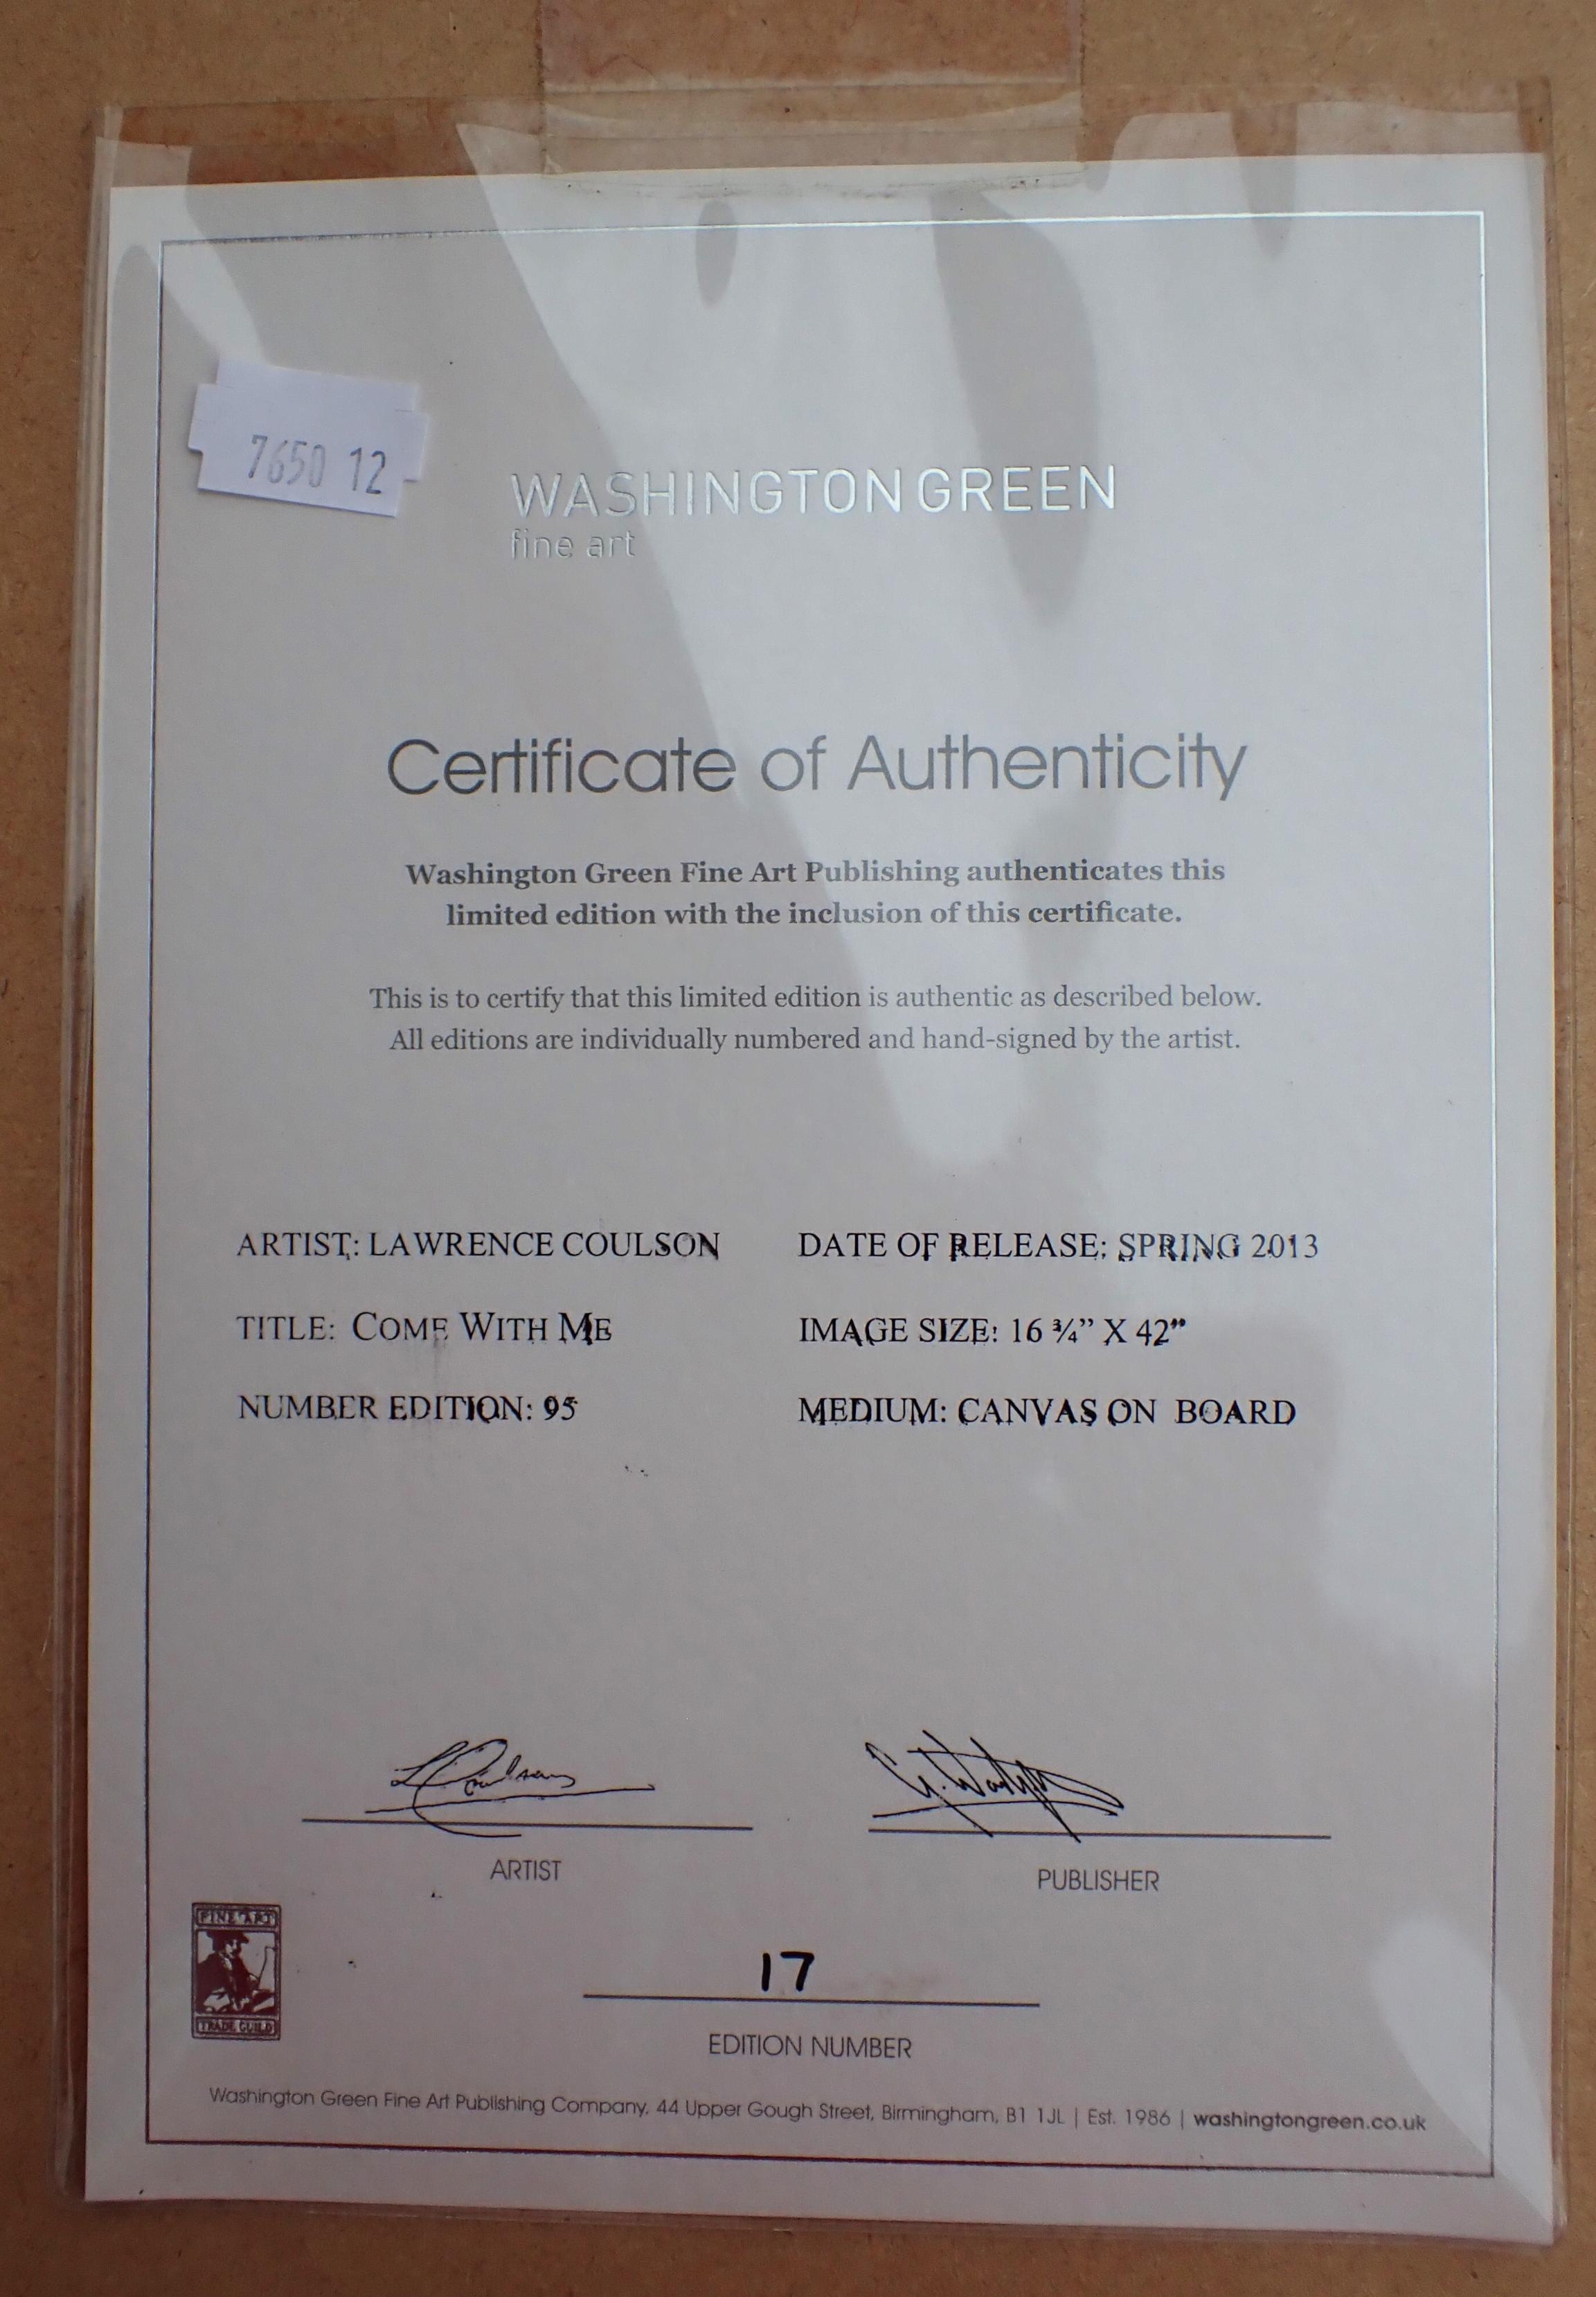 7650 12
WASHINGTON GREEN
fine art
Certificate of Authenticity
Washington Green Fine Art Publishing authenticates this
limited edition with the inclusion of this certificate.
This is to certify that this limited edition is authentic as described below.
All editions are individually numbered and hand-signed by the artist.
ARTIST: LAWRENCE COULSON
DATE OF RELEASE: SPRING 2013
TITLE: COME WITH ME
IMAGE SIZE: 16 ¾” X 42”
NUMBER EDITION: 95
MEDIUM: CANVAS ON BOARD
L Coulson
ARTIST
PUBLISHER
FINE ART
TRADE GUILD
17
EDITION NUMBER
Washington Green Fine Art Publishing Company, 44 Upper Gough Street, Birmingham, B1 1JL | Est. 1986 | washingtongreen.co.uk